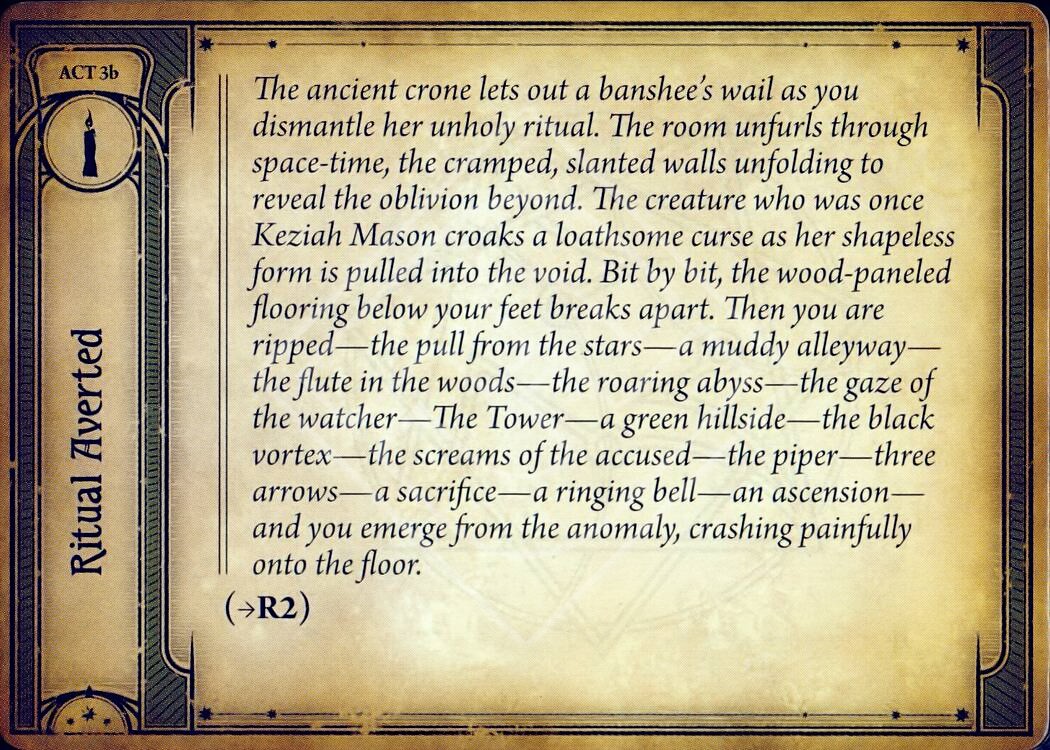 ACT 3b
Ritual Averted
The ancient crone lets out a banshee’s wail as you
dismantle her unholy ritual. The room unfurls through
space-time, the cramped, slanted walls unfolding to
reveal the oblivion beyond. The creature who was once
Keziah Mason croaks a loathsome curse as her shapeless
form is pulled into the void. Bit by bit, the wood-paneled
flooring below your feet breaks apart. Then you are
ripped—the pull from the stars—a muddy alleyway—
the flute in the woods—the roaring abyss—the gaze of
the watcher—The Tower—a green hillside—the black
vortex—the screams of the accused—the piper—three
arrows—a sacrifice—a ringing bell—an ascension—
and you emerge from the anomaly, crashing painfully
onto the floor.
(→R2)